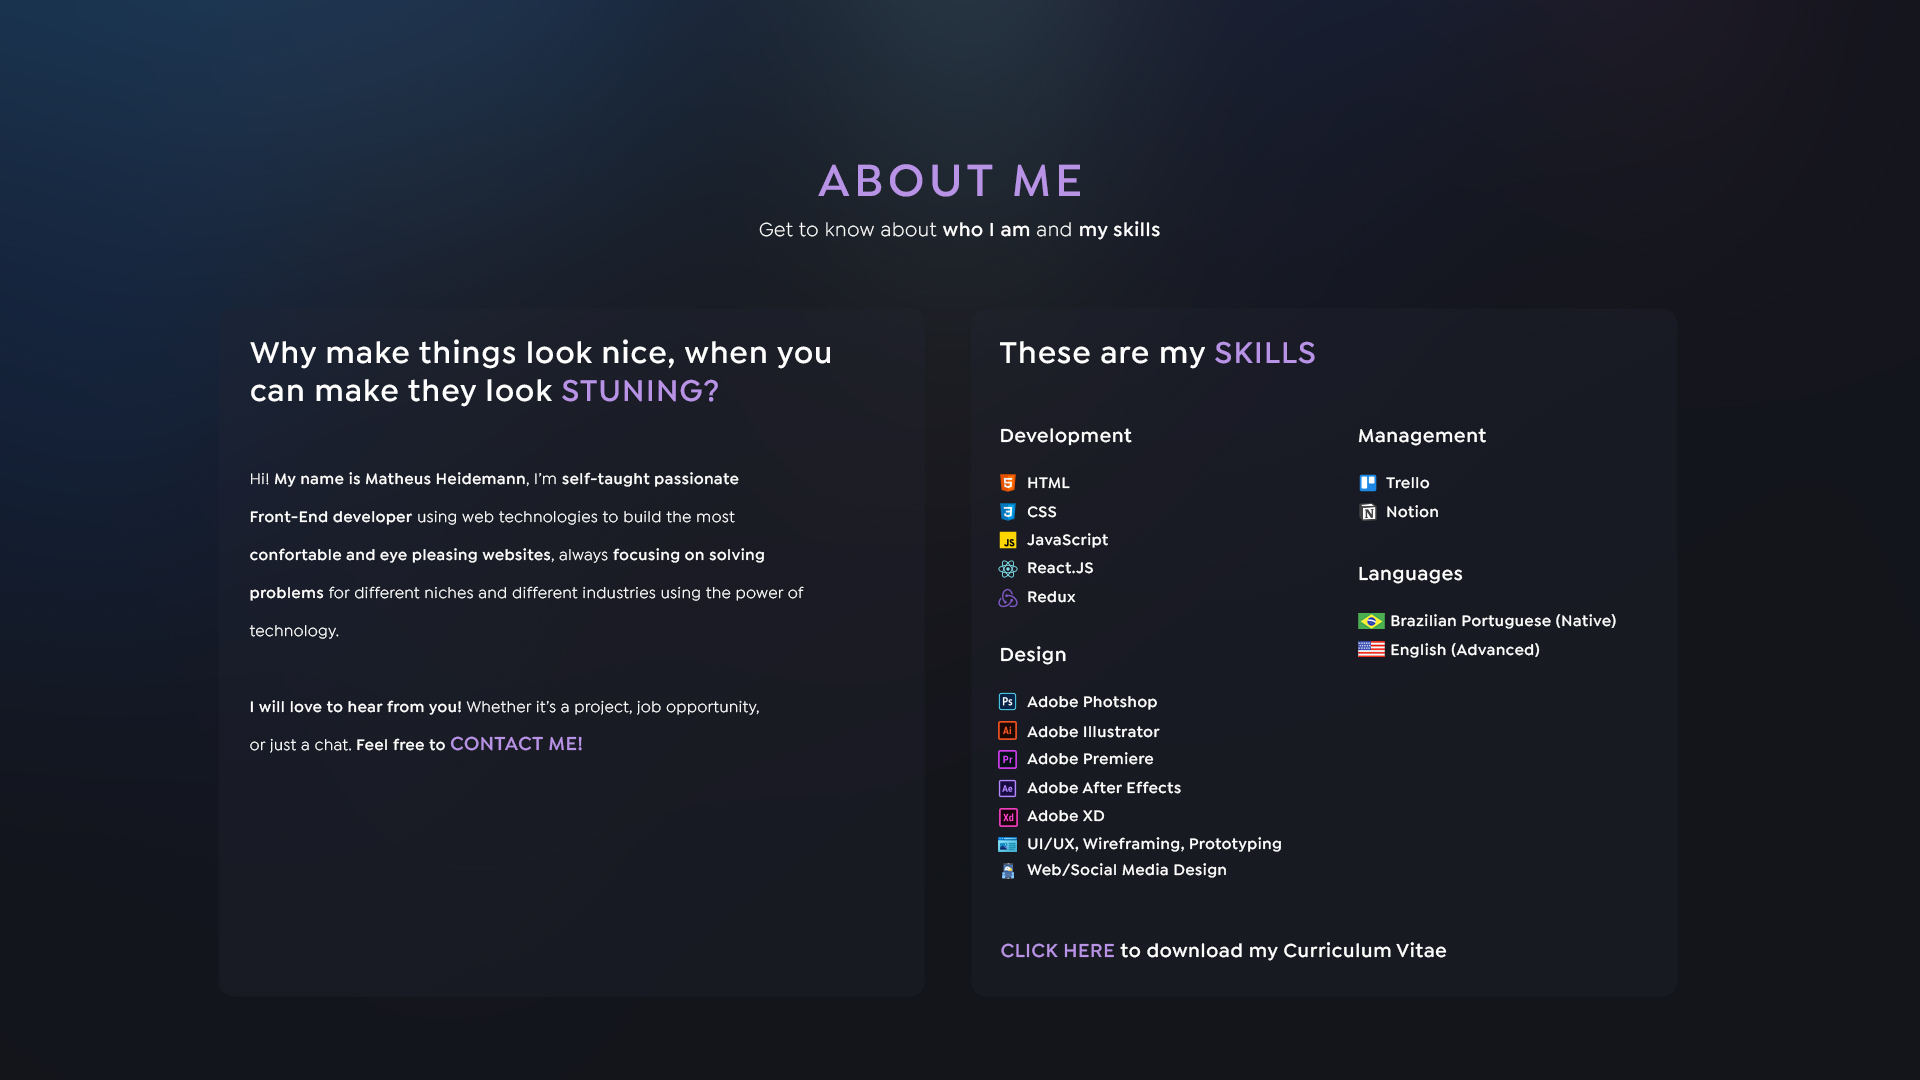 ABOUT ME
Get to know about who I am and my skills
Why make things look nice, when you
can make they look STUNING?
Hi! My name is Matheus Heidemann, I'm self-taught passionate
Front-End developer using web technologies to build the most
confortable and eye pleasing websites, always focusing on solving
problems for different niches and different industries using the power of
technology.
I will love to hear from you! Whether it's a project, job opportunity,
or just a chat. Feel free to CONTACT ME!
These are my SKILLS
Development
5 HTML
3 CSS
JS JavaScript
React.JS
Redux
Design
Ps Adobe Photshop
Ai Adobe Illustrator
Pr Adobe Premiere
Ae Adobe After Effects
Xd Adobe XD
UI/UX, Wireframing, Prototyping
Web/Social Media Design
Management
Trello
N Notion
Languages
Brazilian Portuguese (Native)
English (Advanced)
CLICK HERE to download my Curriculum Vitae